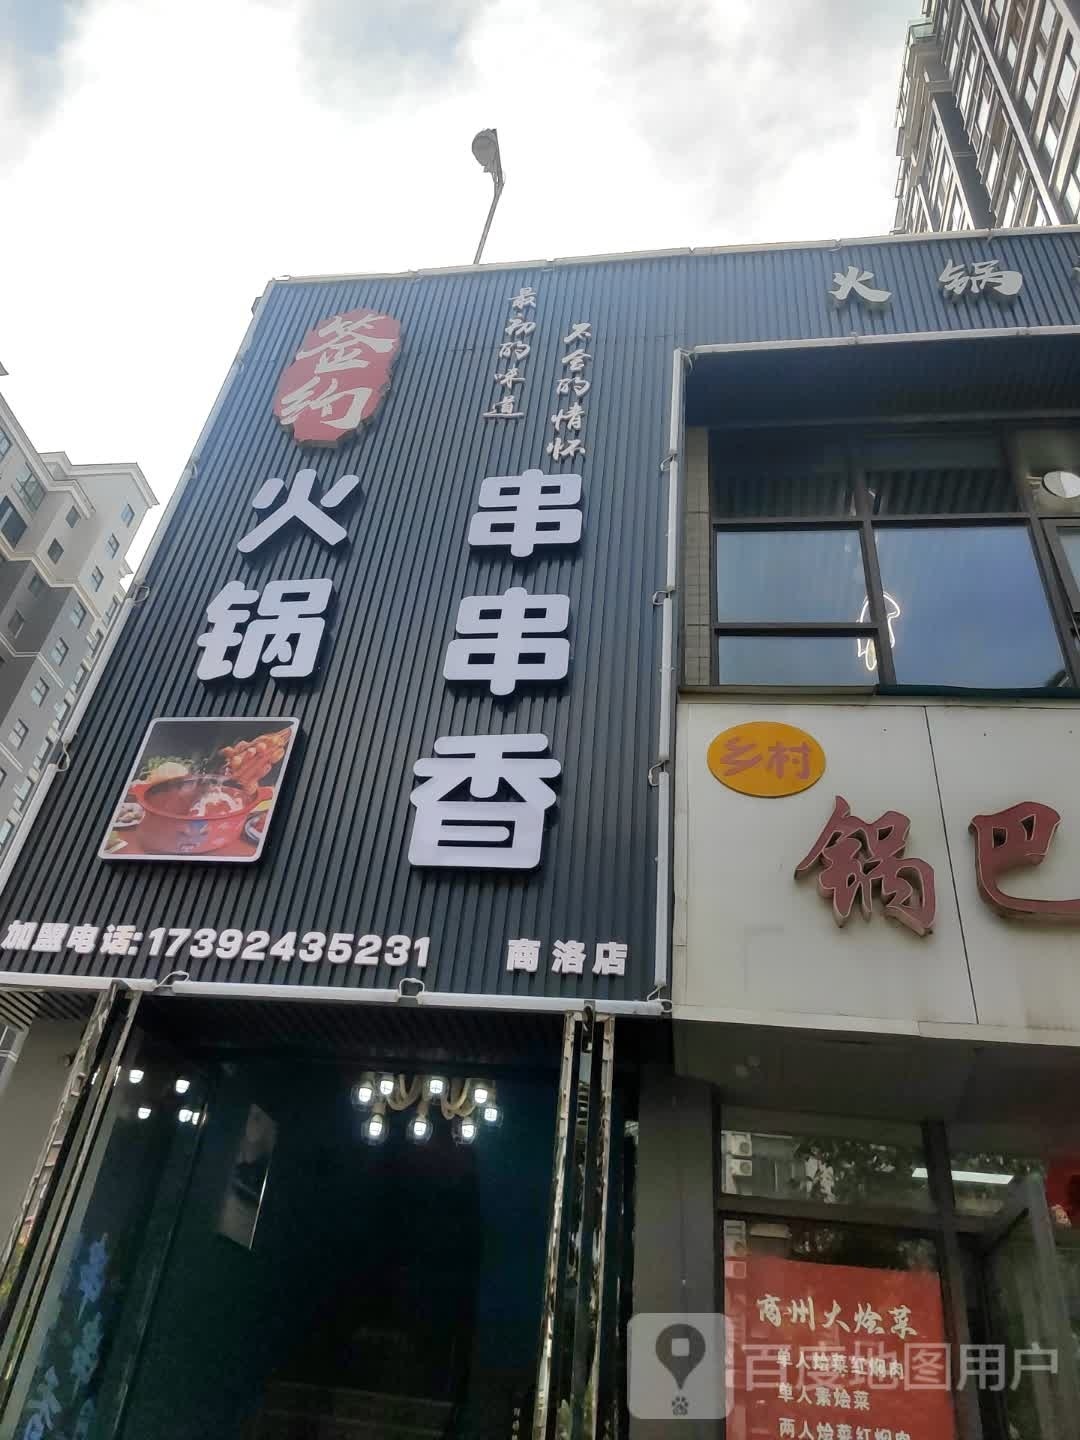 签约
火锅
串串香
最初的味道
不舍的情怀
火锅
加盟电话:17392435231
商洛店
乡村
锅巴
商州大烩菜
单人烩菜红焖肉
单人素烩菜
两人烩菜红焖肉
百度地图用户